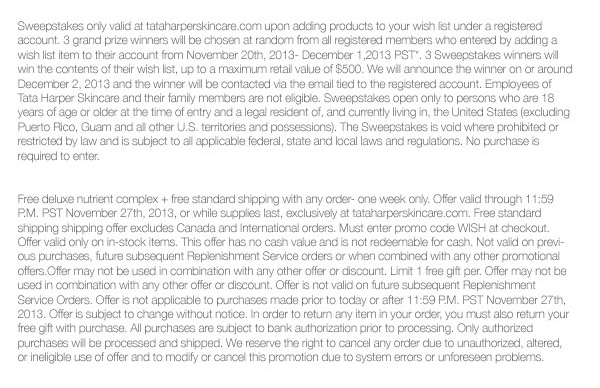 Sweepstakes only valid at tataharperskincare.com upon adding products to your wish list under a registered
account. 3 grand prize winners will be chosen at random from all registered members who entered by adding a
wish list item to their account from November 20th, 2013- December 1,2013 PST*. 3 Sweepstakes winners will
win the contents of their wish list, up to a maximum retail value of $500. We will announce the winner on or around
December 2, 2013 and the winner will be contacted via the email tied to the registered account. Employees of
Tata Harper Skincare and their family members are not eligible. Sweepstakes open only to persons who are 18
years of age or older at the time of entry and a legal resident of, and currently living in, the United States (excluding
Puerto Rico, Guam and all other U.S. territories and possessions). The Sweepstakes is void where prohibited or
restricted by law and is subject to all applicable federal, state and local laws and regulations. No purchase is
required to enter.
Free deluxe nutrient complex + free standard shipping with any order- one week only. Offer valid through 11:59
P.M. PST November 27th, 2013, or while supplies last, exclusively at tataharperskincare.com. Free standard
shipping shipping offer excludes Canada and International orders. Must enter promo code WISH at checkout.
Offer valid only on in-stock items. This offer has no cash value and is not redeemable for cash. Not valid on previ-
ous purchases, future subsequent Replenishment Service orders or when combined with any other promotional
offers.Offer may not be used in combination with any other offer or discount. Limit 1 free gift per. Offer may not be
used in combination with any other offer or discount. Offer is not valid on future subsequent Replenishment
Service Orders. Offer is not applicable to purchases made prior to today or after 11:59 P.M. PST November 27th,
2013. Offer is subject to change without notice. In order to return any item in your order, you must also return your
free gift with purchase. All purchases are subject to bank authorization prior to processing. Only authorized
purchases will be processed and shipped. We reserve the right to cancel any order due to unauthorized, altered,
or ineligible use of offer and to modify or cancel this promotion due to system errors or unforeseen problems.